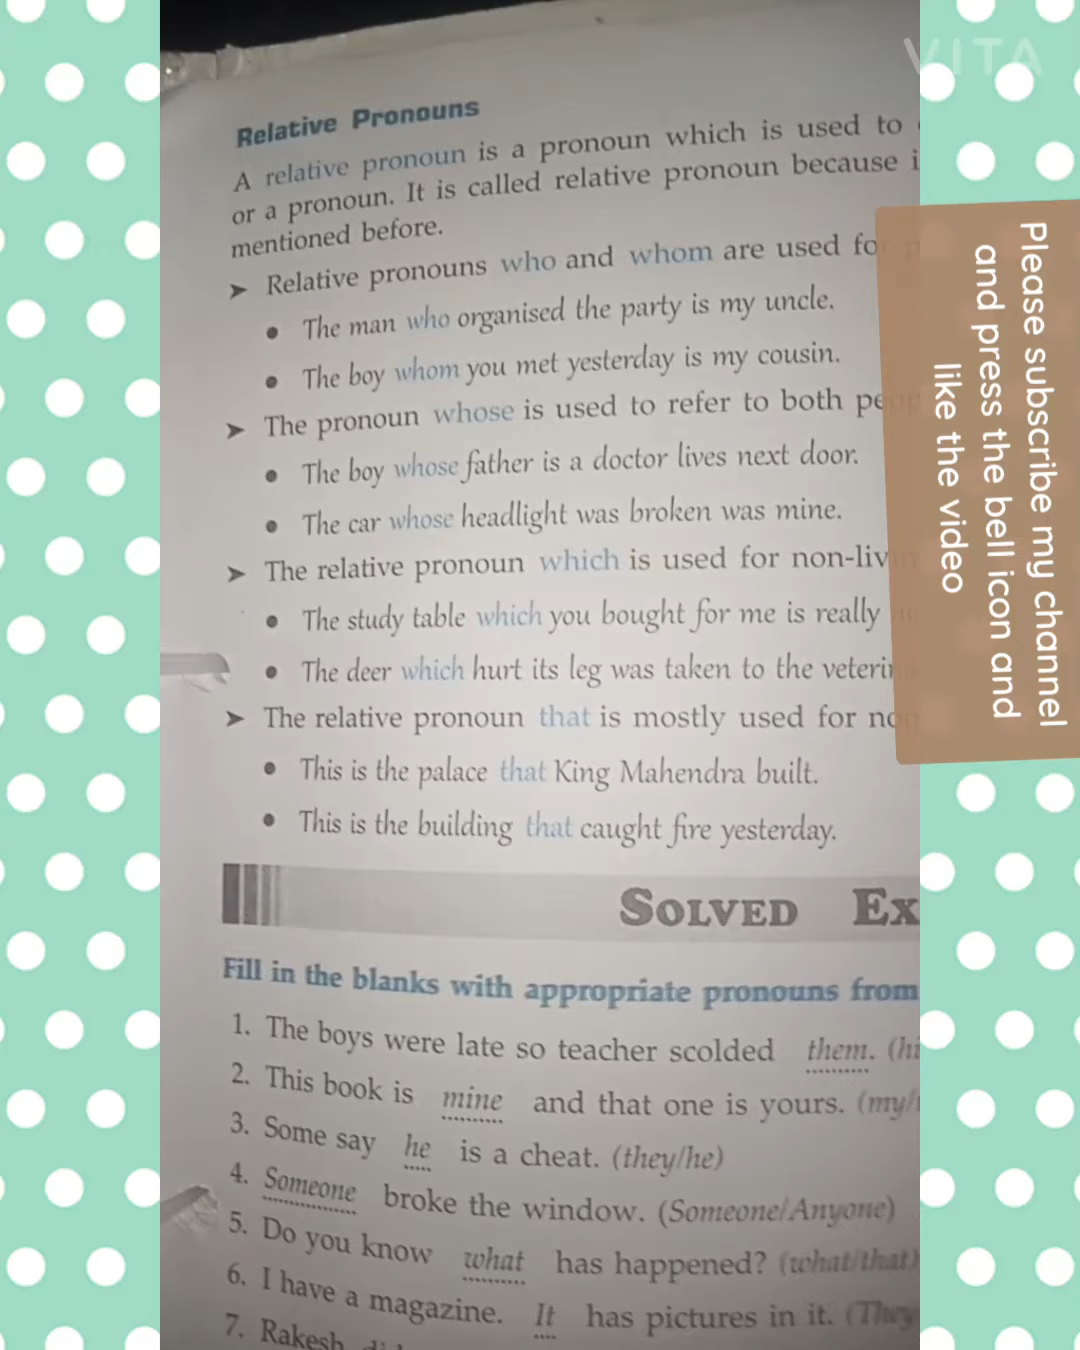 VITA
Relative Pronouns
A relative pronoun is a pronoun which is used to
or a pronoun. It is called relative pronoun because
mentioned before.
➤ Relative pronouns who and whom are used
• The man who organised the party is my uncle.
• The boy whom you met yesterday is my cousin.
➤ The pronoun whose is used to refer to both
• The boy whose father is a doctor lives next door.
• The car whose headlight was broken was mine.
➤ The relative pronoun which is used for
• The study table which you bought for me is really
• The deer which hurt its leg was taken to the
➤ The relative pronoun that is mostly used for
• This is the palace that King Mahendra built.
• This is the building that caught fire yesterday.
SOLVED EX
Fill in the blanks with appropriate pronouns from
1. The boys were late so teacher scolded them.
2. This book is mine and that one is yours. (my/
3. Some say he is a cheat. (they/he)
4. Someone broke the window. (Someone/Anyone)
5. Do you know what has happened? (what/that)
6. I have a magazine. It has pictures in it. (They
7. Rakesh
Please subscribe my channel
and press the bell icon and
like the video